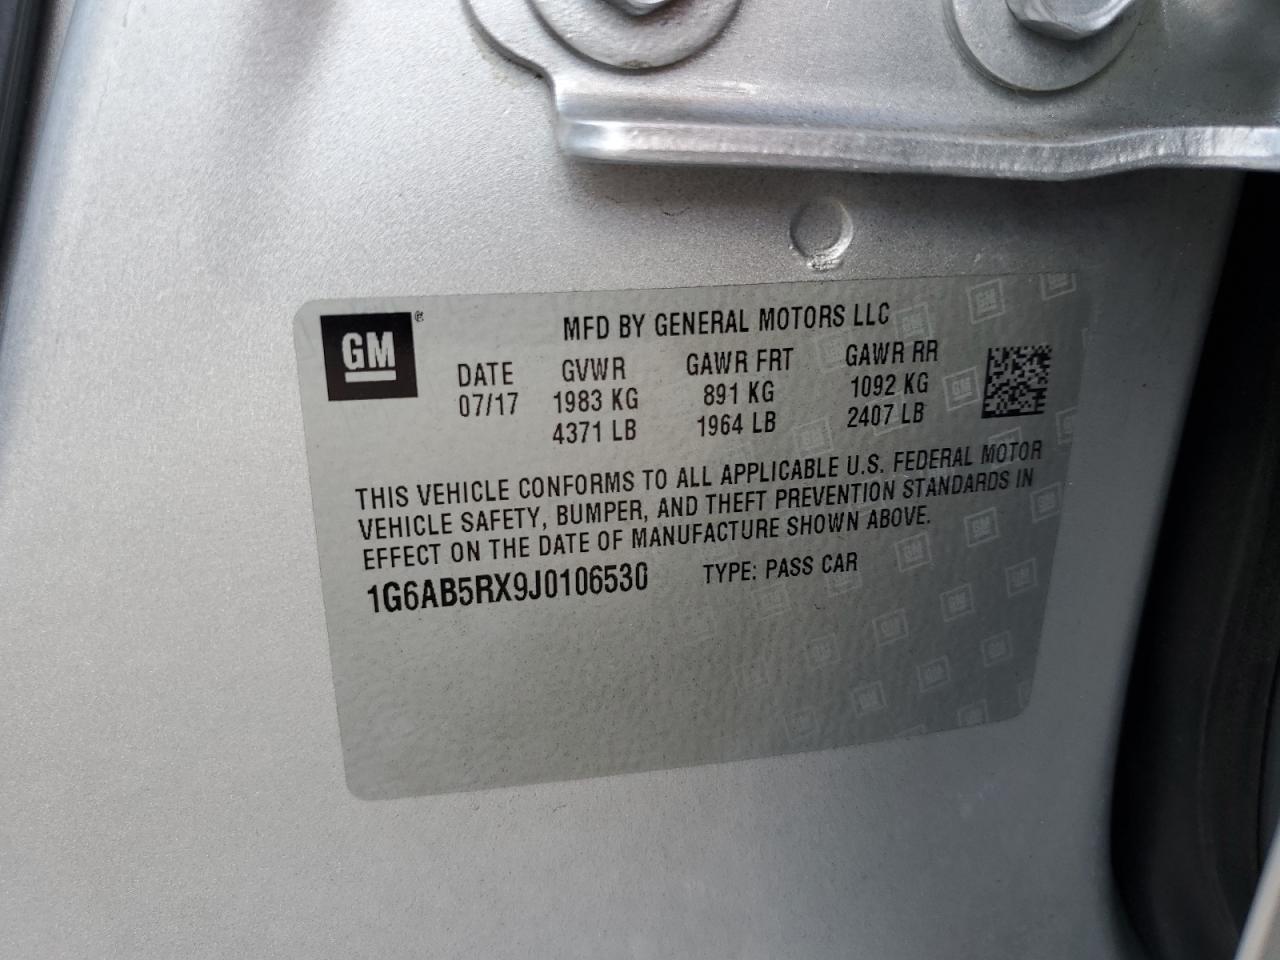 GM®
MFD BY GENERAL MOTORS LLC
DATE GVWR GAWR FRT GAWR RR
07/17 1983 KG 891 KG 1092 KG
4371 LB 1964 LB 2407 LB
THIS VEHICLE CONFORMS TO ALL APPLICABLE U.S. FEDERAL MOTOR
VEHICLE SAFETY, BUMPER, AND THEFT PREVENTION STANDARDS IN
EFFECT ON THE DATE OF MANUFACTURE SHOWN ABOVE.
1G6AB5RX9J0106530 TYPE: PASS CAR